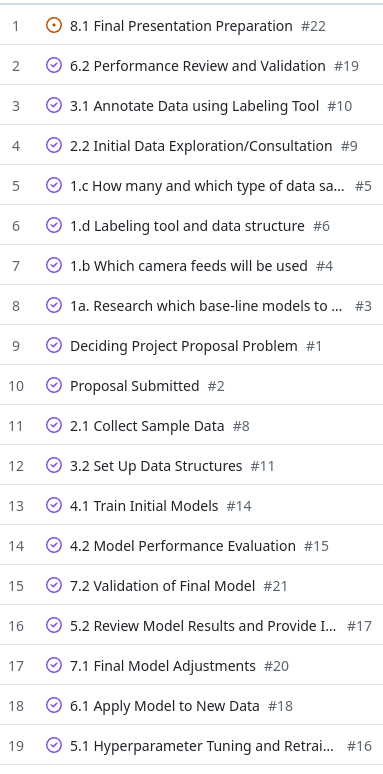 1 8.1 Final Presentation Preparation #22
2 6.2 Performance Review and Validation #19
3 3.1 Annotate Data using Labeling Tool #10
4 2.2 Initial Data Exploration/Consultation #9
5 1.c How many and which type of data sa... #5
6 1.d Labeling tool and data structure #6
7 1.b Which camera feeds will be used #4
8 1a. Research which base-line models to ... #3
9 Deciding Project Proposal Problem #1
10 Proposal Submitted #2
11 2.1 Collect Sample Data #8
12 3.2 Set Up Data Structures #11
13 4.1 Train Initial Models #14
14 4.2 Model Performance Evaluation #15
15 7.2 Validation of Final Model #21
16 5.2 Review Model Results and Provide I... #17
17 7.1 Final Model Adjustments #20
18 6.1 Apply Model to New Data #18
19 5.1 Hyperparameter Tuning and Retrai... #16